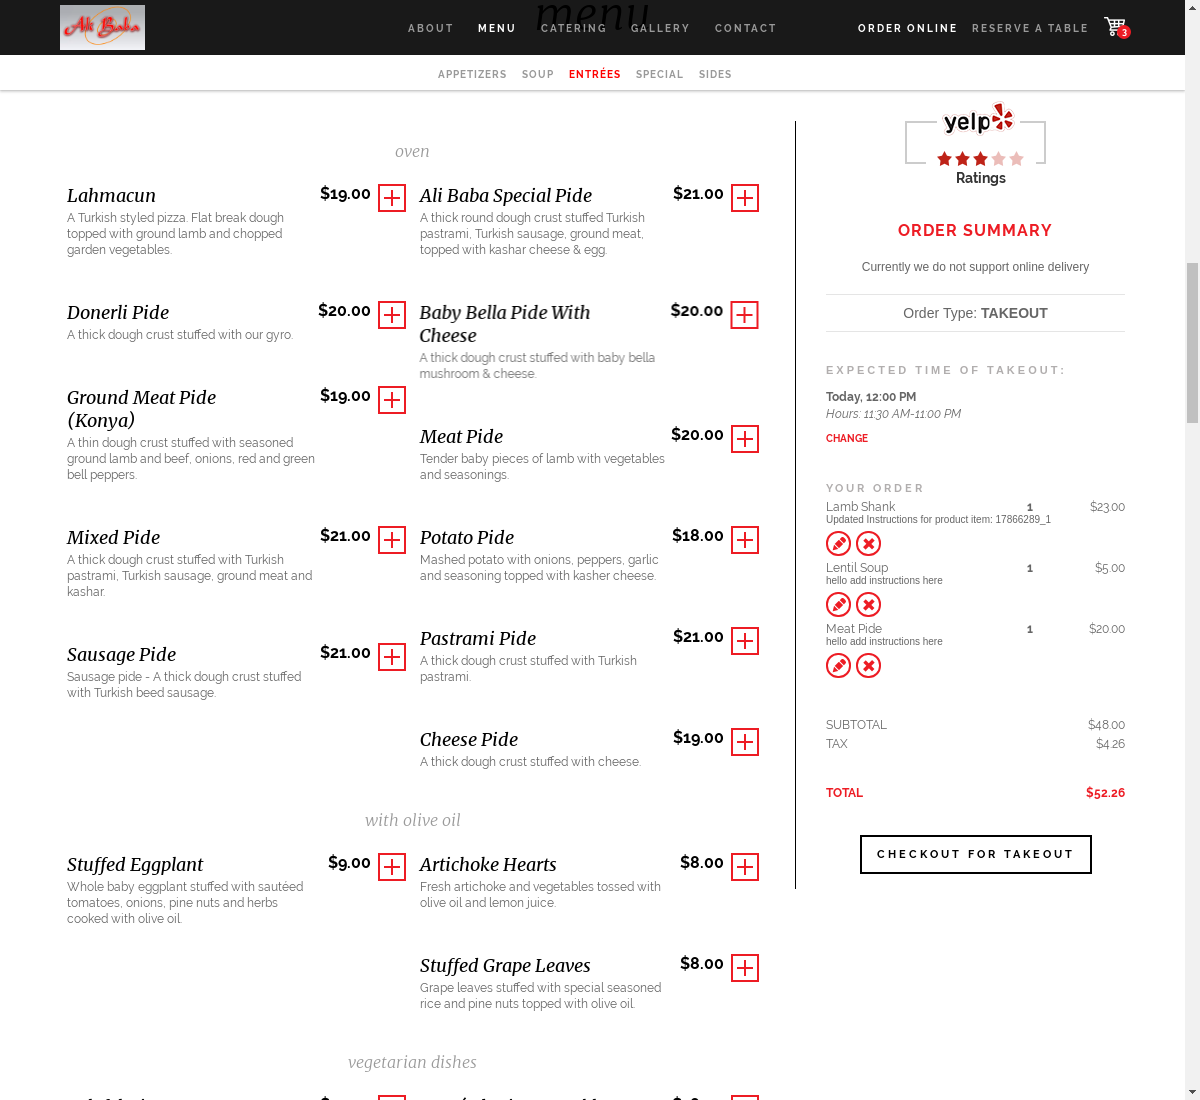 Ali Baba
menu
ABOUT MENU CATERING GALLERY CONTACT ORDER ONLINE RESERVE A TABLE 3
APPETIZERS SOUP ENTRÉES SPECIAL SIDES
oven
Lahmacun $19.00
A Turkish styled pizza. Flat break dough
topped with ground lamb and chopped
garden vegetables.
Donerli Pide $20.00
A thick dough crust stuffed with our gyro.
Ground Meat Pide $19.00
(Konya)
A thin dough crust stuffed with seasoned
ground lamb and beef, onions, red and green
bell peppers.
Mixed Pide $21.00
A thick dough crust stuffed with Turkish
pastrami, Turkish sausage, ground meat and
kashar.
Sausage Pide $21.00
Sausage pide - A thick dough crust stuffed
with Turkish beed sausage.
Ali Baba Special Pide $21.00
A thick round dough crust stuffed Turkish
pastrami, Turkish sausage, ground meat,
topped with kashar cheese & egg.
Baby Bella Pide With $20.00
Cheese
A thick dough crust stuffed with baby bella
mushroom & cheese.
Meat Pide $20.00
Tender baby pieces of lamb with vegetables
and seasonings.
Potato Pide $18.00
Mashed potato with onions, peppers, garlic
and seasoning topped with kasher cheese.
Pastrami Pide $21.00
A thick dough crust stuffed with Turkish
pastrami.
Cheese Pide $19.00
A thick dough crust stuffed with cheese.
with olive oil
Stuffed Eggplant $9.00
Whole baby eggplant stuffed with sautéed
tomatoes, onions, pine nuts and herbs
cooked with olive oil.
Artichoke Hearts $8.00
Fresh artichoke and vegetables tossed with
olive oil and lemon juice.
Stuffed Grape Leaves $8.00
Grape leaves stuffed with special seasoned
rice and pine nuts topped with olive oil.
vegetarian dishes
yelp
Ratings
ORDER SUMMARY
Currently we do not support online delivery
Order Type: TAKEOUT
EXPECTED TIME OF TAKEOUT:
Today, 12:00 PM
Hours: 11:30 AM-11:00 PM
CHANGE
YOUR ORDER
Lamb Shank 1 $23.00
Updated Instructions for product item: 17866289_1
Lentil Soup 1 $5.00
hello add instructions here
Meat Pide 1 $20.00
hello add instructions here
SUBTOTAL $48.00
TAX $4.26
TOTAL $52.26
CHECKOUT FOR TAKEOUT